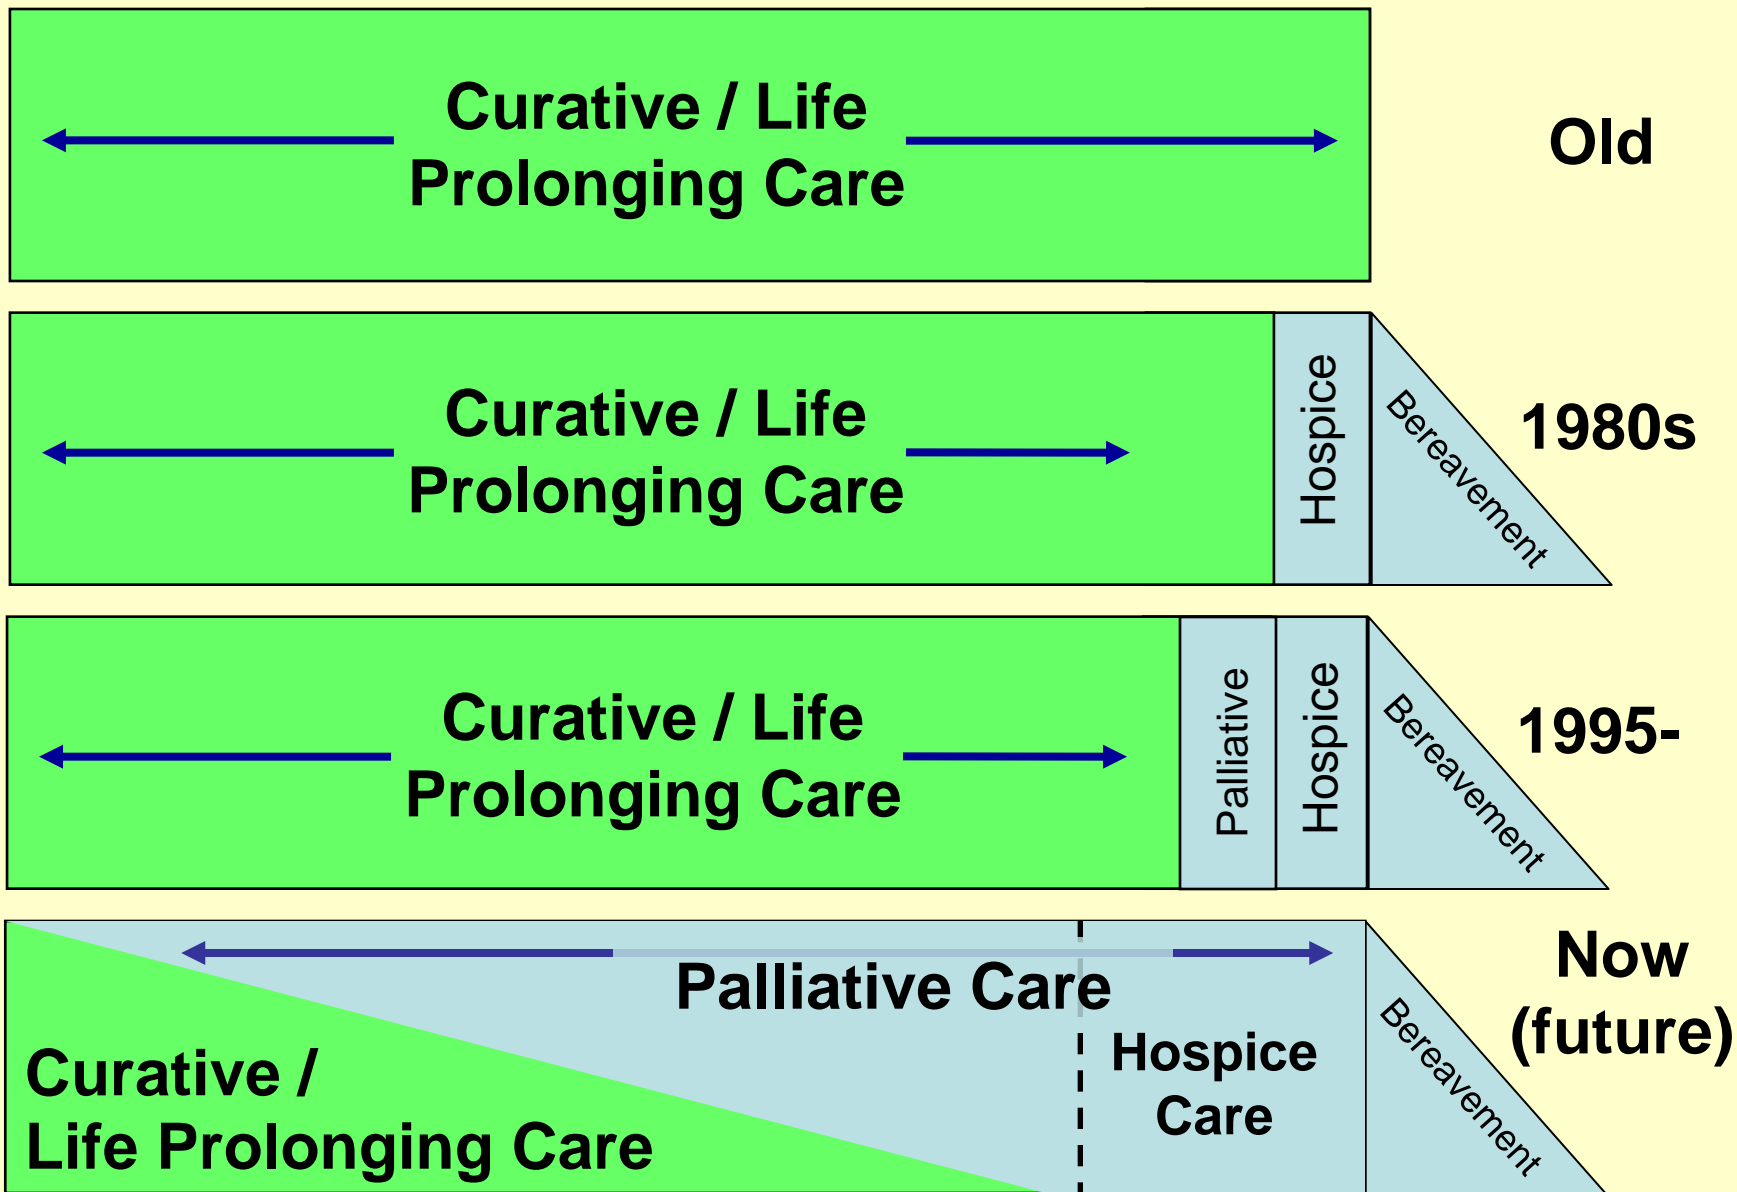 Curative / Life
Prolonging Care
Old
Curative / Life
Prolonging Care
Hospice
Bereavement
1980s
Curative / Life
Prolonging Care
Palliative
Hospice
Bereavement
1995-
Palliative Care
Curative /
Life Prolonging Care
Hospice
Care
Bereavement
Now
(future)